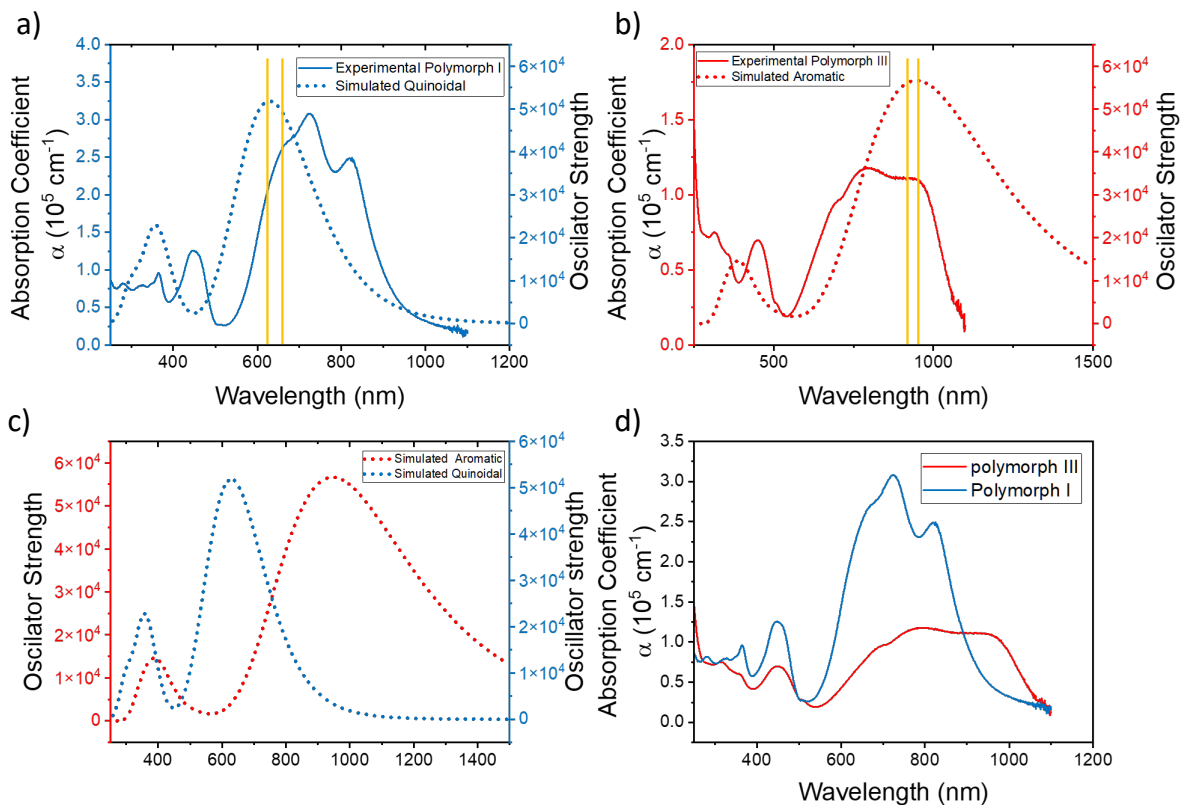 a)
Experimental Polymorph I
Simulated Quinoidal
Absorption Coefficient
α (10⁵ cm⁻¹)
4.0
3.5
3.0
2.5
2.0
1.5
1.0
0.5
0.0
6×10⁴
5×10⁴
4×10⁴
3×10⁴
2×10⁴
1×10⁴
0
Oscilator Strength
400 600 800 1000 1200
Wavelength (nm)
b)
Experimental Polymorph III
Simulated Aromatic
Absorption Coefficient
α (10⁵ cm⁻¹)
2.0
1.5
1.0
0.5
0.0
6×10⁴
5×10⁴
4×10⁴
3×10⁴
2×10⁴
1×10⁴
0
Oscilator Strength
500 1000 1500
Wavelength (nm)
c)
Simulated Aromatic
Simulated Quinoidal
Oscilator Strength
6×10⁴
5×10⁴
4×10⁴
3×10⁴
2×10⁴
1×10⁴
0
6×10⁴
5×10⁴
4×10⁴
3×10⁴
2×10⁴
1×10⁴
0
Oscilator strength
400 600 800 1000 1200 1400
Wavelength (nm)
d)
polymorph III
Polymorph I
Absorption Coefficient
α (10⁵ cm⁻¹)
3.5
3.0
2.5
2.0
1.5
1.0
0.5
0.0
400 600 800 1000 1200
Wavelength (nm)